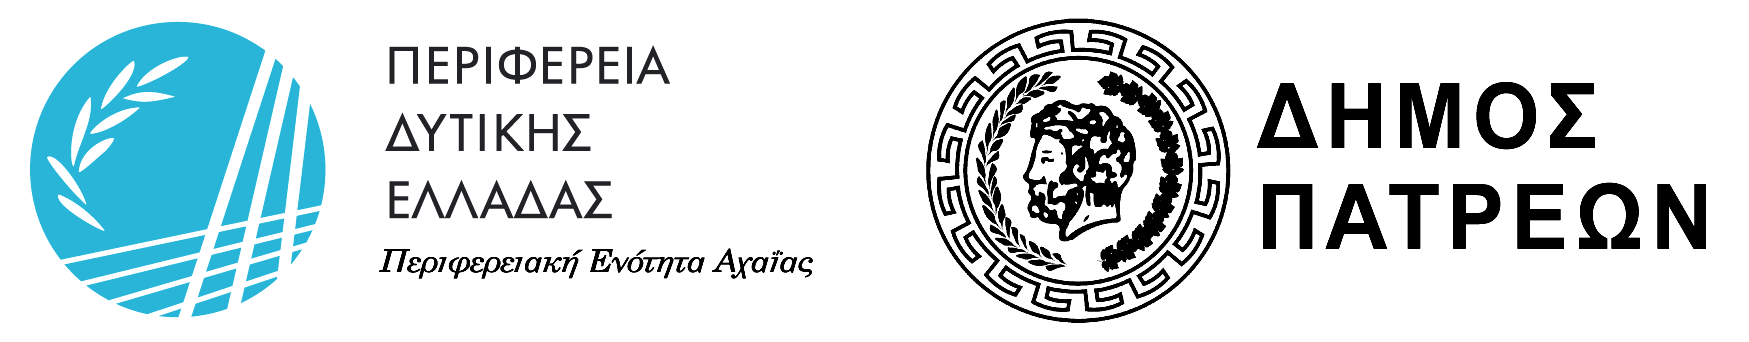 ΠΕΡΙΦΕΡΕΙΑ
ΔΥΤΙΚΗΣ
ΕΛΛΑΔΑΣ
Περιφερειακή Ενότητα Αχαΐας
ΔΗΜΟΣ
ΠΑΤΡΕΩΝ